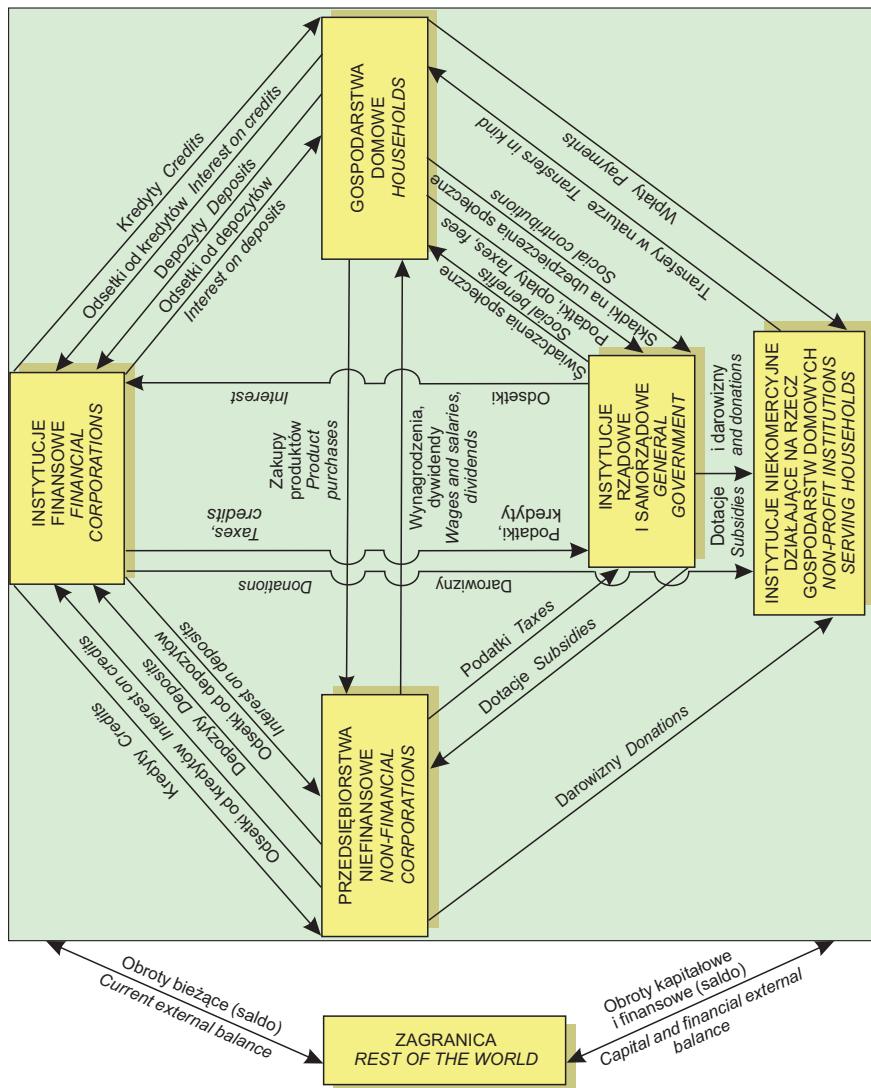 Kredyty Credits
Odsetki od kredytów Interest on credits
Depozyty Deposits
Odsetki od depozytów
Interest on deposits
GOSPODARSTWA
DOMOWE
HOUSEHOLDS
Wpłaty Payments
Transfery w naturze Transfers in kind
Składki na ubezpieczenia społeczne
Social contributions
Podatki, opłaty Taxes, fees
Świadczenia społeczne
Social benefits
INSTYTUCJE
FINANSOWE
FINANCIAL
CORPORATIONS
Interest
Odsetki
Zakupy
produktów
Product
purchases
Wynagrodzenia,
dywidendy
Wages and salaries,
dividends
Taxes,
credits
Podatki,
kredyty
Donations
Darowizny
INSTYTUCJE
RZĄDOWE
I SAMORZĄDOWE
GENERAL
GOVERNMENT
Dotacje
Subsidies
i darowizny
and donations
INSTYTUCJE NIEKOMERCYJNE
DZIAŁAJĄCE NA RZECZ
GOSPODARSTW DOMOWYCH
NON-PROFIT INSTITUTIONS
SERVING HOUSEHOLDS
Kredyty Credits
Odsetki od kredytów Interest on credits
Depozyty Deposits
Odsetki od depozytów
Interest on deposits
PRZEDSIĘBIORSTWA
NIEFINANSOWE
NON-FINANCIAL
CORPORATIONS
Podatki Taxes
Dotacje Subsidies
Darowizny Donations
Obroty bieżące (saldo)
Current external
balance
ZAGRANICA
REST OF THE WORLD
Obroty kapitałowe
i finansowe (saldo)
Capital and financial external
balance